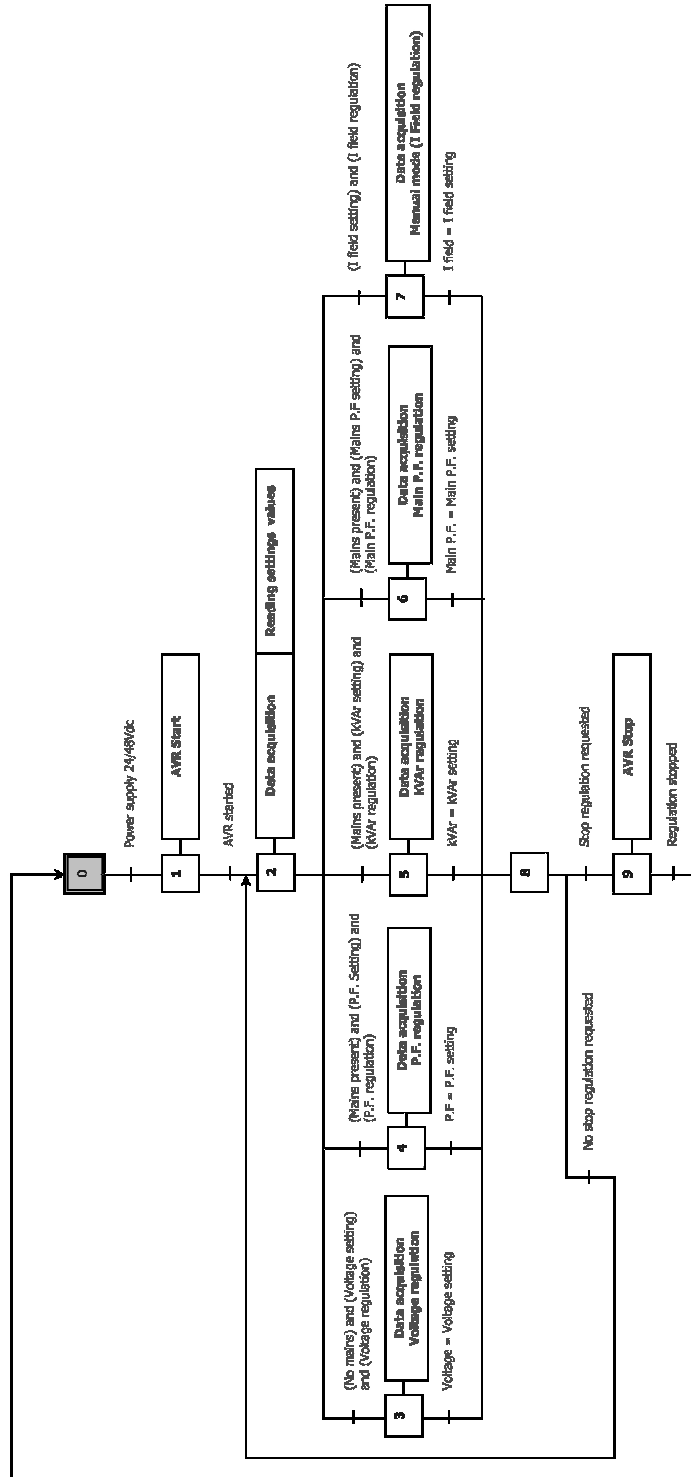 0
Power supply 24/48Vdc
1
AVR Start
AVR started
2
Data acquisition
Reading settings values
(No mains) and (Voltage setting)
and (Voltage regulation)
(Mains present) and (P.F. Setting) and
(P.F. regulation)
(Mains present) and (kVAr setting) and
(kVAr regulation)
(Mains present) and (Mains P.F setting) and
(Main P.F. regulation)
(I field setting) and (I field regulation)
3
Data acquisition
Voltage regulation
4
Data acquisition
P.F. regulation
5
Data acquisition
kVAr regulation
6
Data acquisition
Main P.F. regulation
7
Data acquisition
Manual mode (I Field regulation)
Voltage = Voltage setting
P.F = P.F. setting
kVAr = kVAr setting
Main P.F. = Main P.F. setting
I field = I field setting
8
No stop regulation requested
Stop regulation requested
9
AVR Stop
Regulation stopped